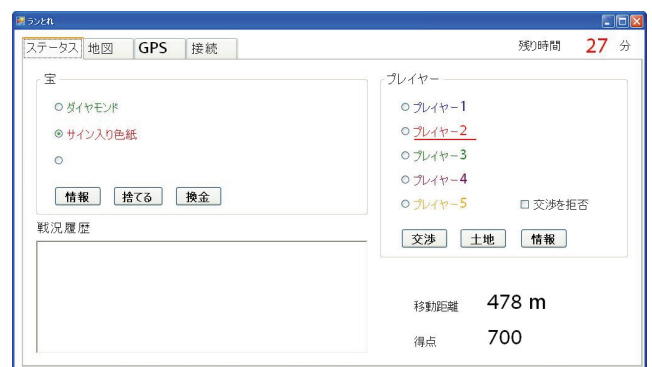 ランとれ
ステータス 地図 GPS 接続
残り時間 27 分
宝
ダイヤモンド
サイン入り色紙
情報 捨てる 換金
戦況履歴
プレイヤー
プレイヤー1
プレイヤー2
プレイヤー3
プレイヤー4
プレイヤー5 交渉を拒否
交渉 土地 情報
移動距離 478 m
得点 700